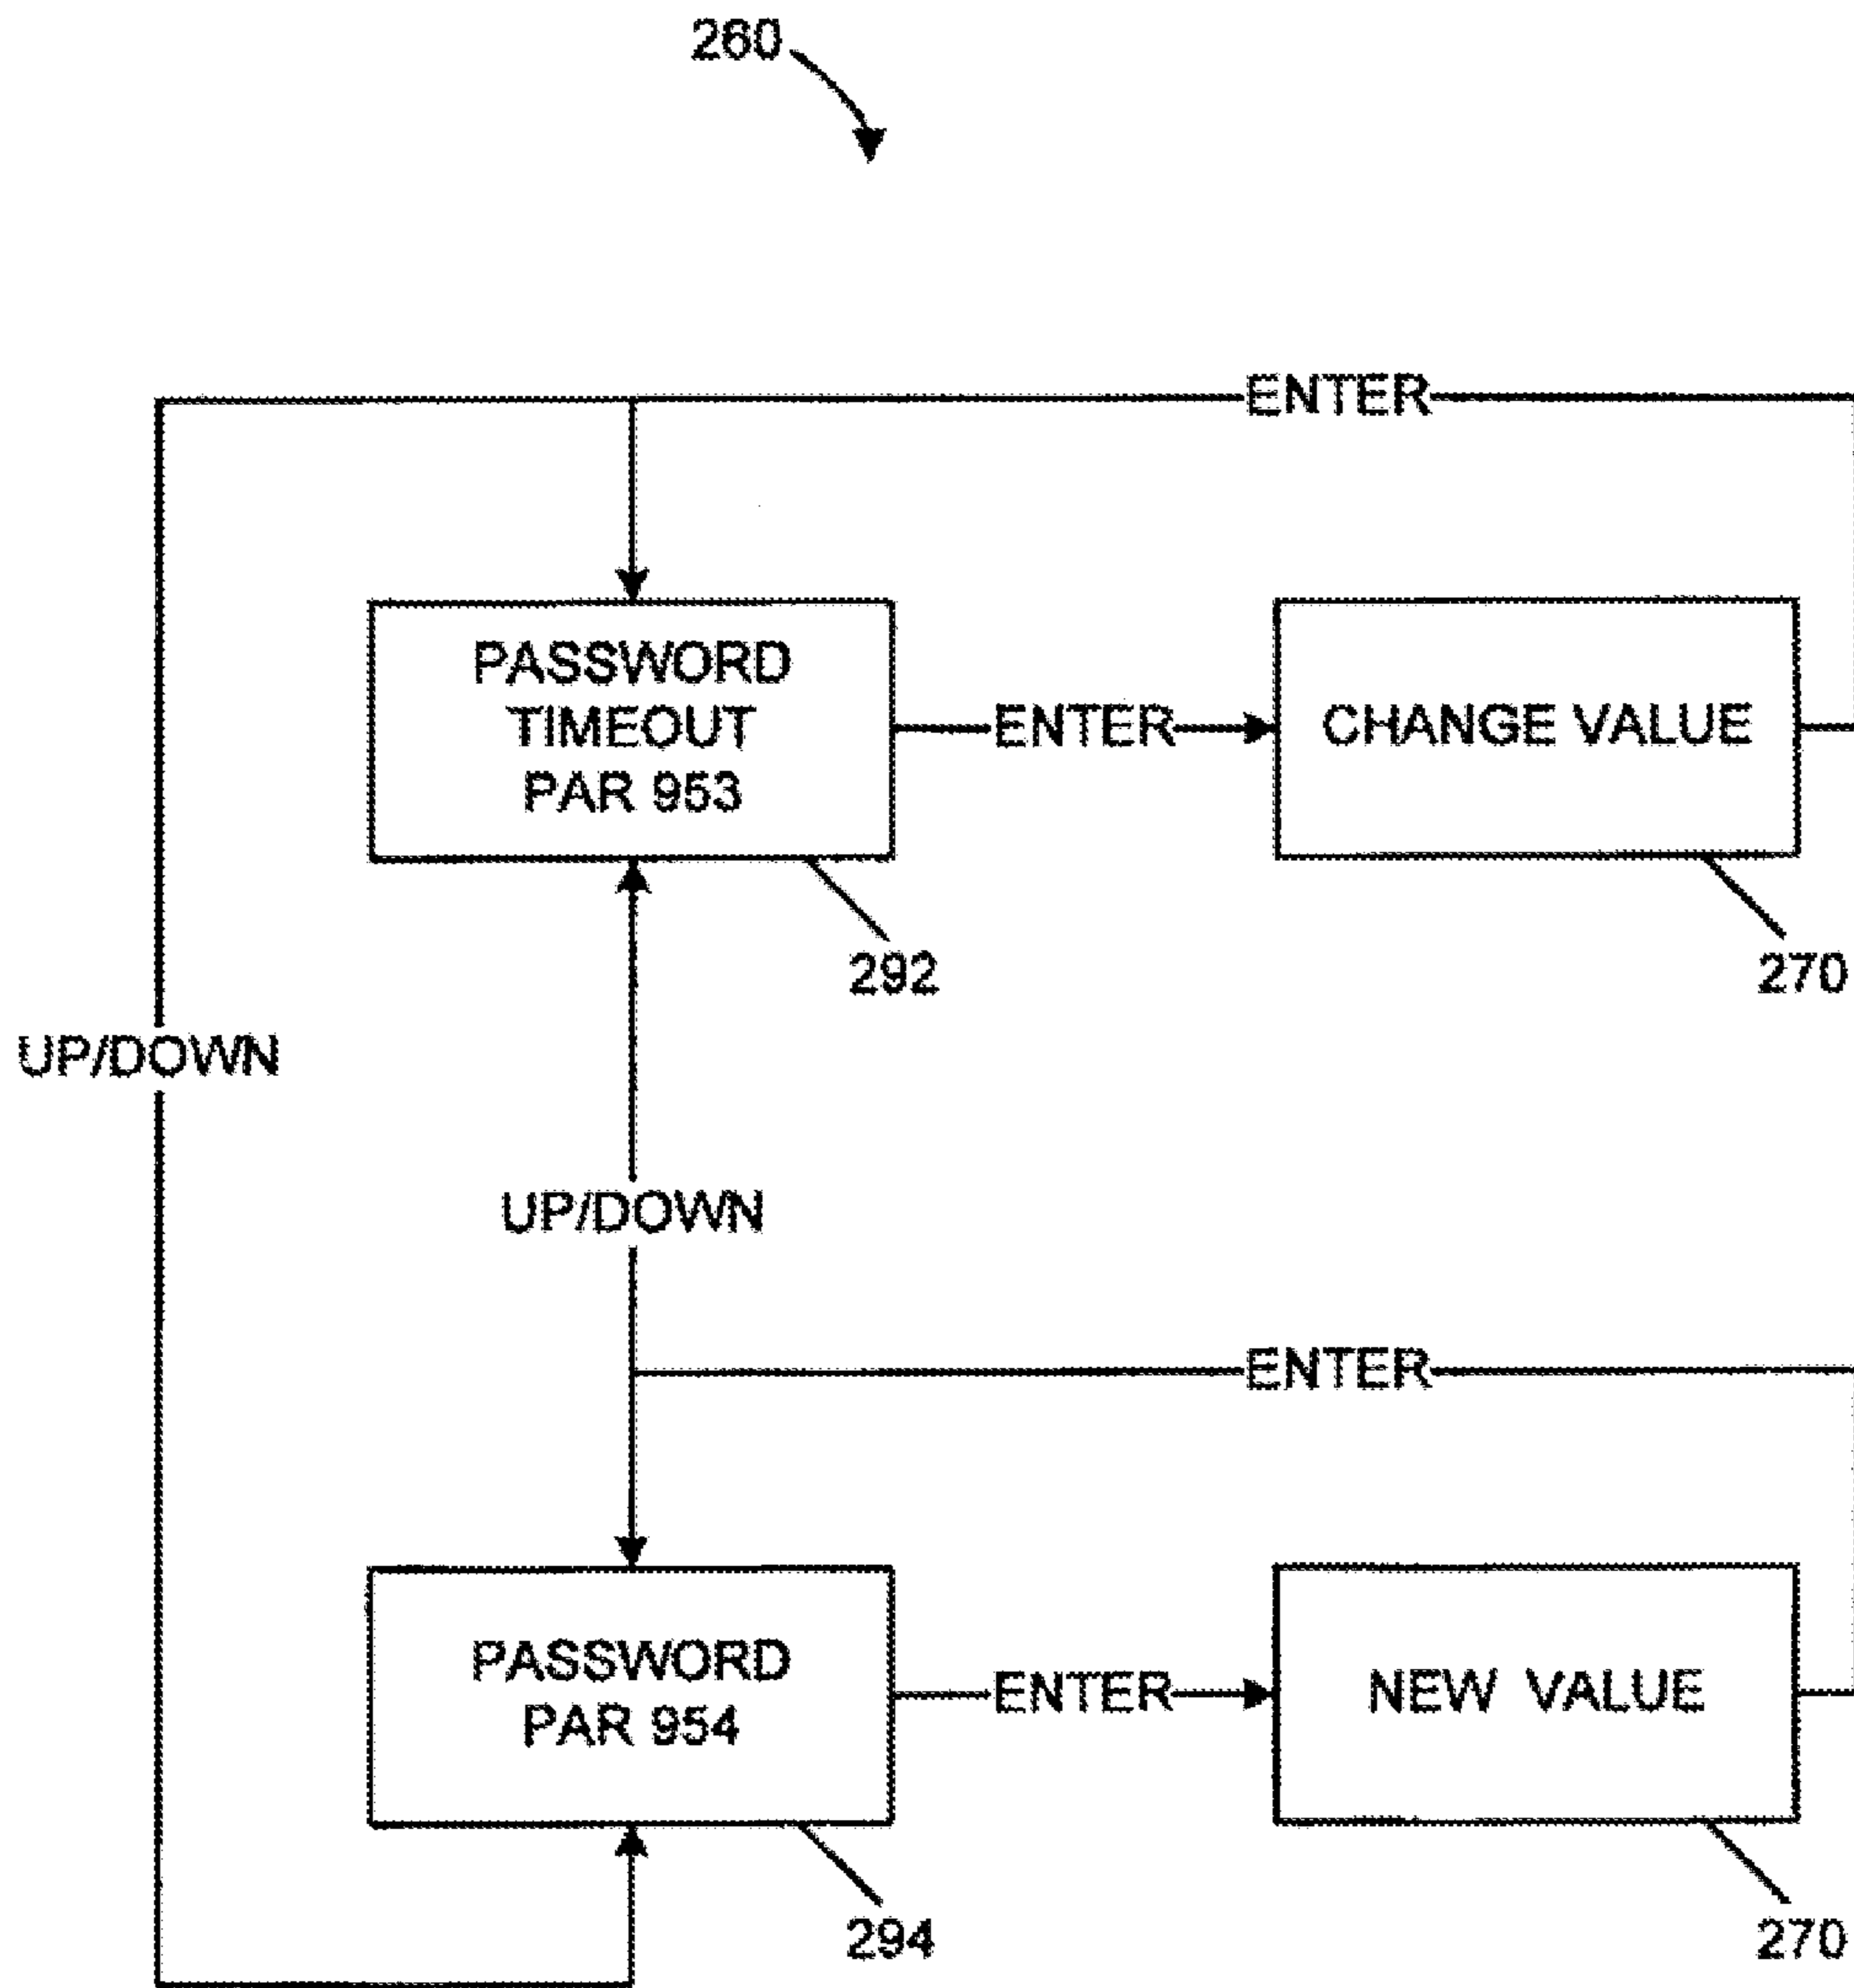 260
ENTER
PASSWORD
TIMEOUT
PAR 953
ENTER
CHANGE VALUE
292
270
UP/DOWN
UP/DOWN
ENTER
PASSWORD
PAR 954
ENTER
NEW VALUE
294
270